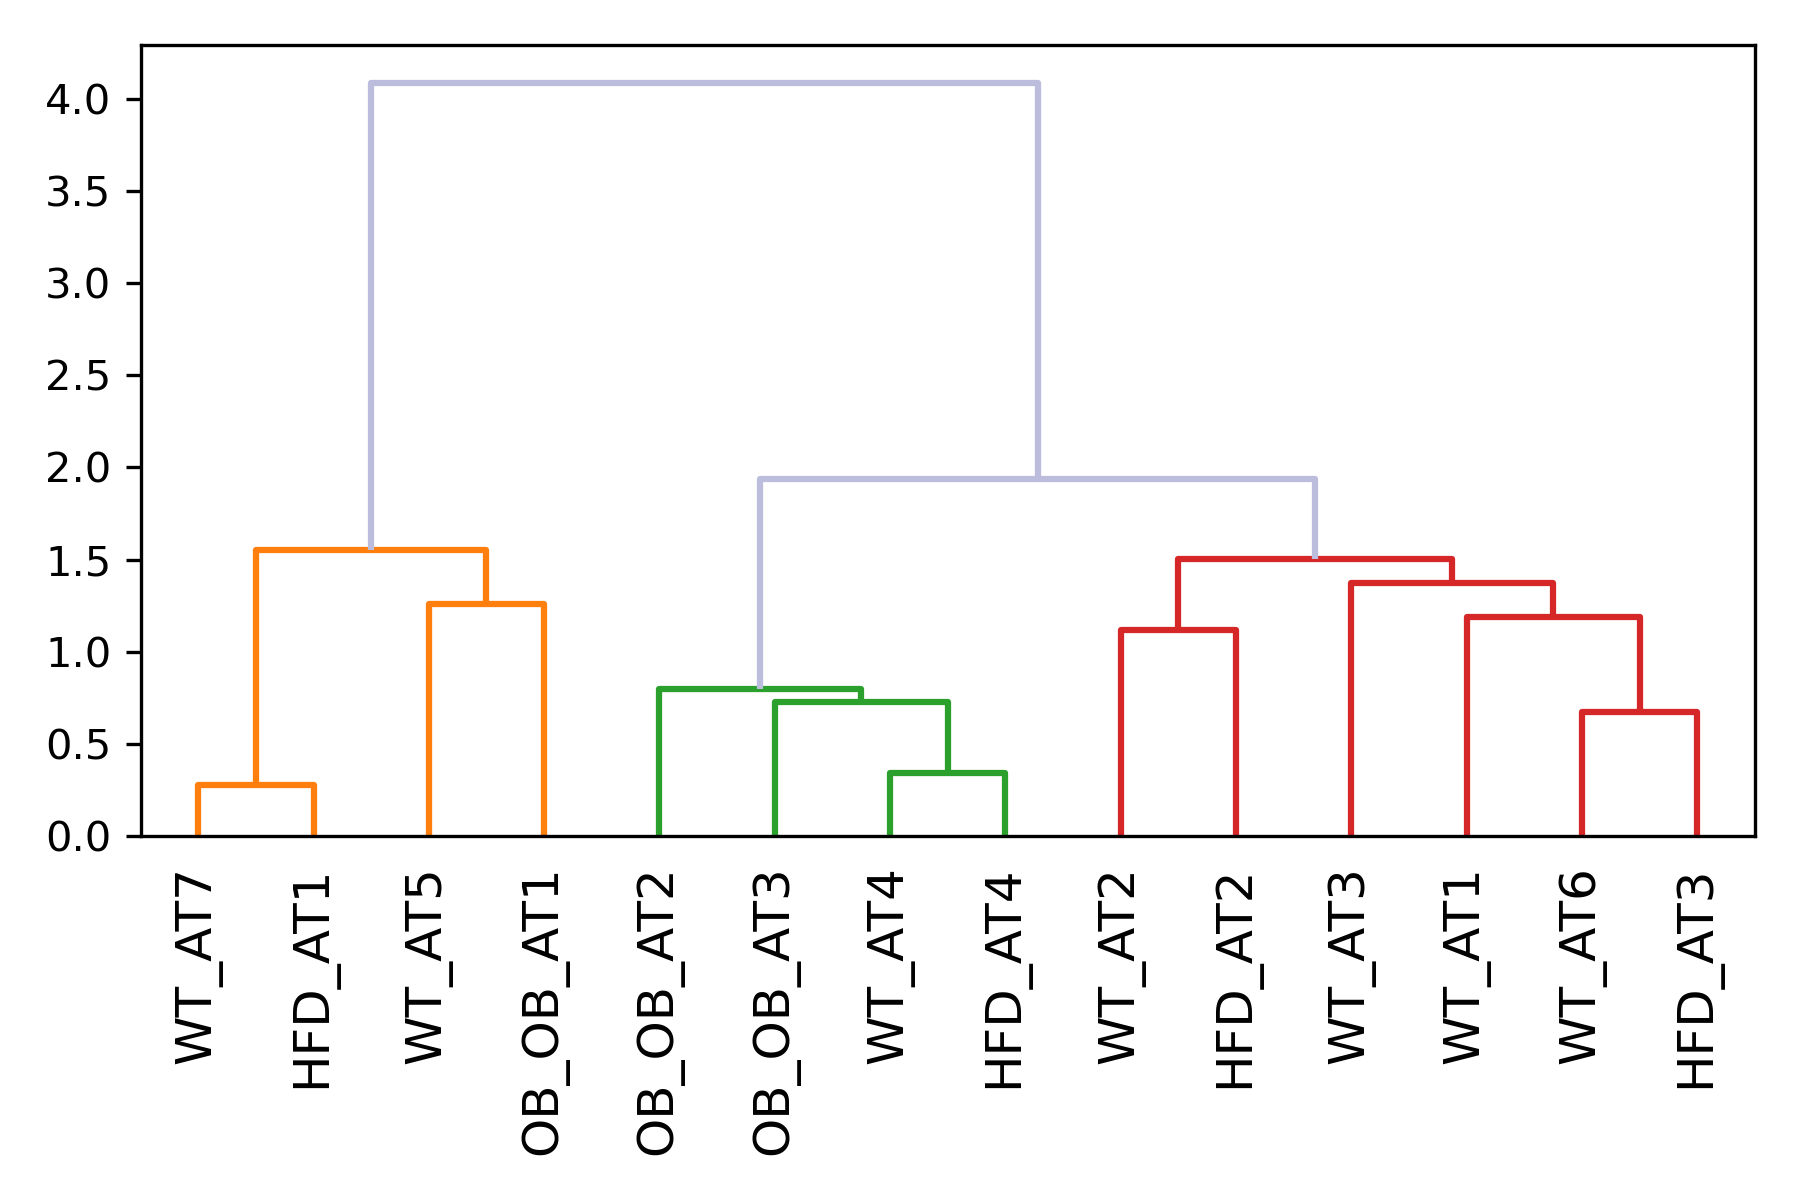 4.0
3.5
3.0
2.5
2.0
1.5
1.0
0.5
0.0
WT_AT7
HFD_AT1
WT_AT5
OB_OB_AT1
OB_OB_AT2
OB_OB_AT3
WT_AT4
HFD_AT4
WT_AT2
HFD_AT2
WT_AT3
WT_AT1
WT_AT6
HFD_AT3